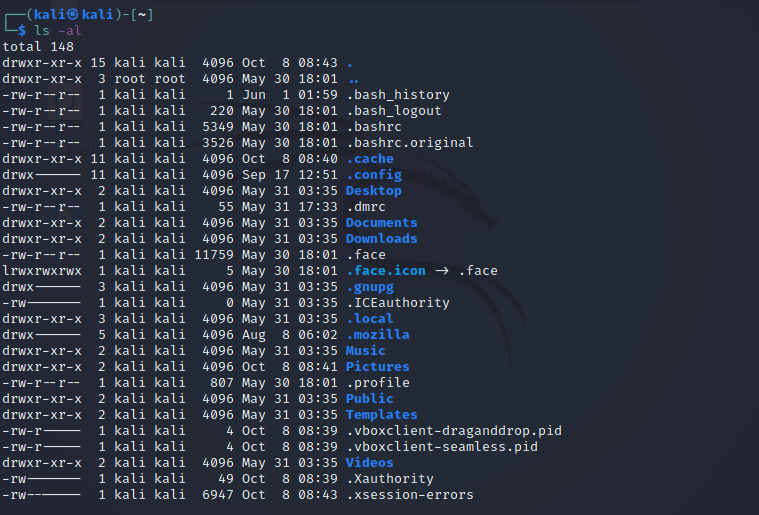 ┌──(kali㉿kali)-[~]
└─$ ls -al
total 148
drwxr-xr-x 15 kali kali  4096 Oct  8 08:43 .
drwxr-xr-x  3 root root  4096 May 30 18:01 ..
-rw-r--r--  1 kali kali     1 Jun  1 01:59 .bash_history
-rw-r--r--  1 kali kali   220 May 30 18:01 .bash_logout
-rw-r--r--  1 kali kali  5349 May 30 18:01 .bashrc
-rw-r--r--  1 kali kali  3526 May 30 18:01 .bashrc.original
drwxr-xr-x 11 kali kali  4096 Oct  8 08:40 .cache
drwx------ 11 kali kali  4096 Sep 17 12:51 .config
drwxr-xr-x  2 kali kali  4096 May 31 03:35 Desktop
-rw-r--r--  1 kali kali    55 May 31 17:33 .dmrc
drwxr-xr-x  2 kali kali  4096 May 31 03:35 Documents
drwxr-xr-x  2 kali kali  4096 May 31 03:35 Downloads
-rw-r--r--  1 kali kali 11759 May 30 18:01 .face
lrwxrwxrwx  1 kali kali     5 May 30 18:01 .face.icon -> .face
drwx------  3 kali kali  4096 May 31 03:35 .gnupg
-rw-------  1 kali kali     0 May 31 03:35 .ICEauthority
drwxr-xr-x  3 kali kali  4096 May 31 03:35 .local
drwx------  5 kali kali  4096 Aug  8 06:02 .mozilla
drwxr-xr-x  2 kali kali  4096 May 31 03:35 Music
drwxr-xr-x  2 kali kali  4096 Oct  8 08:41 Pictures
-rw-r--r--  1 kali kali   807 May 30 18:01 .profile
drwxr-xr-x  2 kali kali  4096 May 31 03:35 Public
drwxr-xr-x  2 kali kali  4096 May 31 03:35 Templates
-rw-r-----  1 kali kali     4 Oct  8 08:39 .vboxclient-draganddrop.pid
-rw-r-----  1 kali kali     4 Oct  8 08:39 .vboxclient-seamless.pid
drwxr-xr-x  2 kali kali  4096 May 31 03:35 Videos
-rw-------  1 kali kali    49 Oct  8 08:39 .Xauthority
-rw-------  1 kali kali  6947 Oct  8 08:43 .xsession-errors